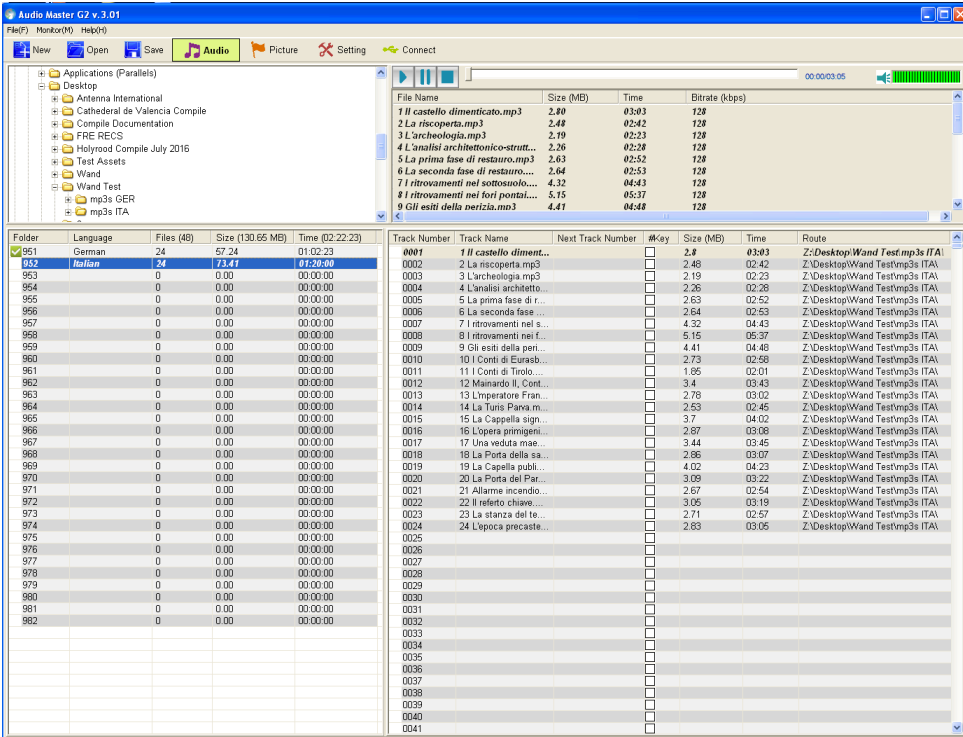 Audio Master G2 v. 3.01
File(F) Monitor(M) Help(H)
New Open Save Audio Picture Setting Connect
Applications (Parallels)
Desktop
Antenna International
Cathederal de Valencia Compile
Compile Documentation
FRE RECS
Holyrood Compile July 2016
Test Assets
Wand
Wand Test
mp3s GER
mp3s ITA
00:00/03:05
File Name Size (MB) Time Bitrate (kbps)
1 Il castello dimenticato.mp3 2.80 03:03 128
2 La riscoperta.mp3 2.48 02:42 128
3 L'archeologia.mp3 2.19 02:23 128
4 L'analisi architettonico-strutt... 2.26 02:28 128
5 La prima fase di restauro.mp3 2.63 02:52 128
6 La seconda fase di restauro.... 2.64 02:53 128
7 I ritrovamenti nel sottosuolo.... 4.32 04:43 128
8 I ritrovamenti nei fori pontai.... 5.15 05:37 128
9 Gli esiti della perizia.mp3 4.41 04:48 128
Folder Language Files (48) Size (130.65 MB) Time (02:22:23)
951 German 24 57.24 01:02:23
952 Italian 24 73.41 01:20:00
953 0 0.00 00:00:00
954 0 0.00 00:00:00
955 0 0.00 00:00:00
956 0 0.00 00:00:00
957 0 0.00 00:00:00
958 0 0.00 00:00:00
959 0 0.00 00:00:00
960 0 0.00 00:00:00
961 0 0.00 00:00:00
962 0 0.00 00:00:00
963 0 0.00 00:00:00
964 0 0.00 00:00:00
965 0 0.00 00:00:00
966 0 0.00 00:00:00
967 0 0.00 00:00:00
968 0 0.00 00:00:00
969 0 0.00 00:00:00
970 0 0.00 00:00:00
971 0 0.00 00:00:00
972 0 0.00 00:00:00
973 0 0.00 00:00:00
974 0 0.00 00:00:00
975 0 0.00 00:00:00
976 0 0.00 00:00:00
977 0 0.00 00:00:00
978 0 0.00 00:00:00
979 0 0.00 00:00:00
980 0 0.00 00:00:00
981 0 0.00 00:00:00
982 0 0.00 00:00:00
Track Number Track Name Next Track Number #Key Size (MB) Time Route
0001 1 Il castello diment... 2.8 03:03 Z:\Desktop\Wand Test\mp3s ITA\
0002 2 La riscoperta.mp3 2.48 02:42 Z:\Desktop\Wand Test\mp3s ITA\
0003 3 L'archeologia.mp3 2.19 02:23 Z:\Desktop\Wand Test\mp3s ITA\
0004 4 L'analisi architetto... 2.26 02:28 Z:\Desktop\Wand Test\mp3s ITA\
0005 5 La prima fase di r... 2.63 02:52 Z:\Desktop\Wand Test\mp3s ITA\
0006 6 La seconda fase ... 2.64 02:53 Z:\Desktop\Wand Test\mp3s ITA\
0007 7 I ritrovamenti nel s... 4.32 04:43 Z:\Desktop\Wand Test\mp3s ITA\
0008 8 I ritrovamenti nei f... 5.15 05:37 Z:\Desktop\Wand Test\mp3s ITA\
0009 9 Gli esiti della peri... 4.41 04:48 Z:\Desktop\Wand Test\mp3s ITA\
0010 10 I Conti di Eurasb... 2.73 02:58 Z:\Desktop\Wand Test\mp3s ITA\
0011 11 I Conti di Tirolo.... 1.85 02:01 Z:\Desktop\Wand Test\mp3s ITA\
0012 12 Mainardo II, Cont... 3.4 03:43 Z:\Desktop\Wand Test\mp3s ITA\
0013 13 L'mperatore Fran... 2.78 03:02 Z:\Desktop\Wand Test\mp3s ITA\
0014 14 La Turis Parva.m... 2.53 02:45 Z:\Desktop\Wand Test\mp3s ITA\
0015 15 La Cappella sign... 3.7 04:02 Z:\Desktop\Wand Test\mp3s ITA\
0016 16 L'opera primigeni... 2.87 03:08 Z:\Desktop\Wand Test\mp3s ITA\
0017 17 Una veduta mae... 3.44 03:45 Z:\Desktop\Wand Test\mp3s ITA\
0018 18 La Porta della sa... 2.86 03:07 Z:\Desktop\Wand Test\mp3s ITA\
0019 19 La Capella publi... 4.02 04:23 Z:\Desktop\Wand Test\mp3s ITA\
0020 20 La Porta del Par... 3.09 03:22 Z:\Desktop\Wand Test\mp3s ITA\
0021 21 Allarme incendio... 2.67 02:54 Z:\Desktop\Wand Test\mp3s ITA\
0022 22 Il referto chiave.... 3.05 03:19 Z:\Desktop\Wand Test\mp3s ITA\
0023 23 La stanza del te... 2.71 02:57 Z:\Desktop\Wand Test\mp3s ITA\
0024 24 L'epoca precaste... 2.83 03:05 Z:\Desktop\Wand Test\mp3s ITA\
0025
0026
0027
0028
0029
0030
0031
0032
0033
0034
0035
0036
0037
0038
0039
0040
0041